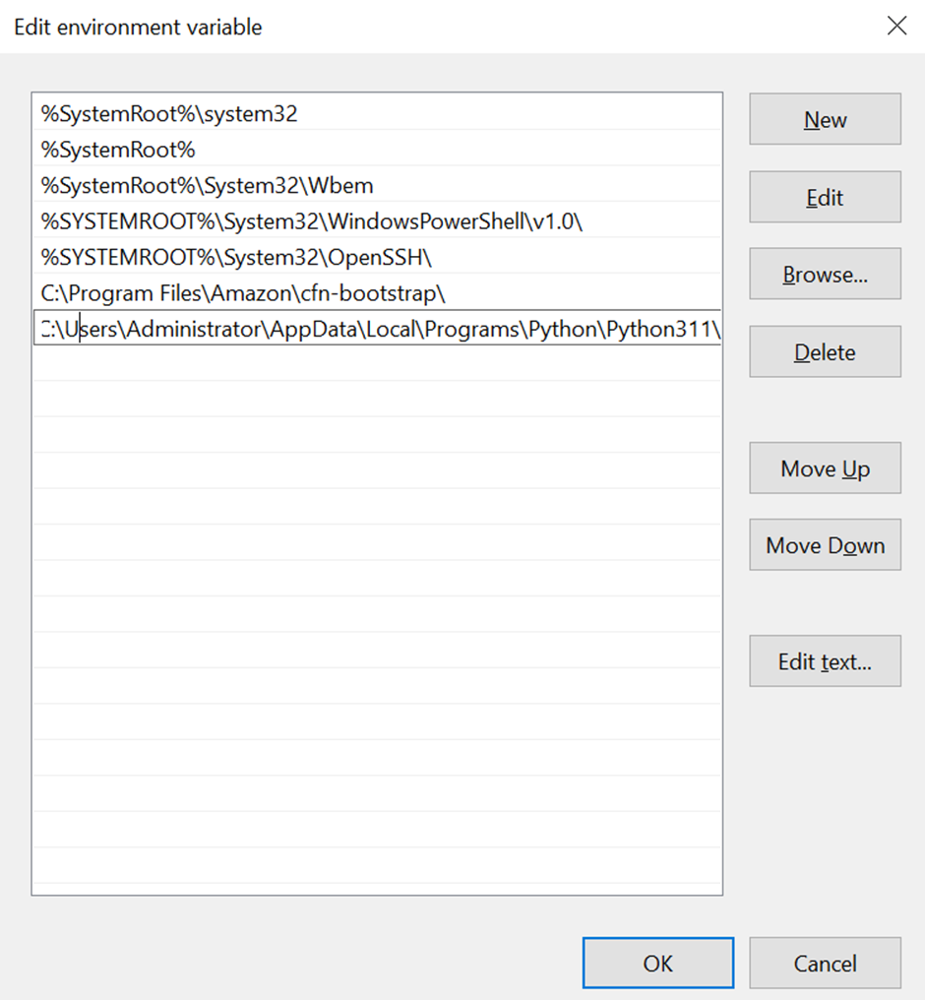 Edit environment variable
%SystemRoot%\system32
%SystemRoot%
%SystemRoot%\System32\Wbem
%SYSTEMROOT%\System32\WindowsPowerShell\v1.0\
%SYSTEMROOT%\System32\OpenSSH\
C:\Program Files\Amazon\cfn-bootstrap\
C:\Users\Administrator\AppData\Local\Programs\Python\Python311\
New
Edit
Browse...
Delete
Move Up
Move Down
Edit text...
OK
Cancel